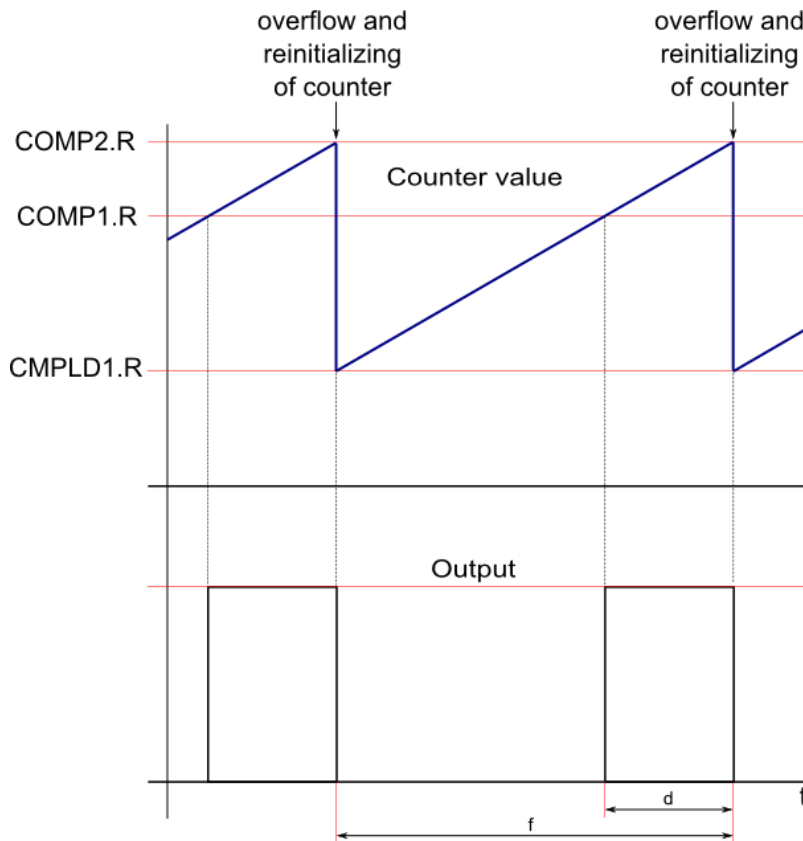 overflow and
reinitializing
of counter
overflow and
reinitializing
of counter
COMP2.R
Counter value
COMP1.R
CMPLD1.R
Output
t
d
f